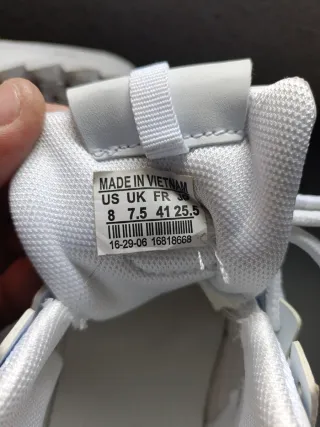 MADE IN VIETNAM
US UK FR
8 7.5 41 25.5
16-29-06 16818668